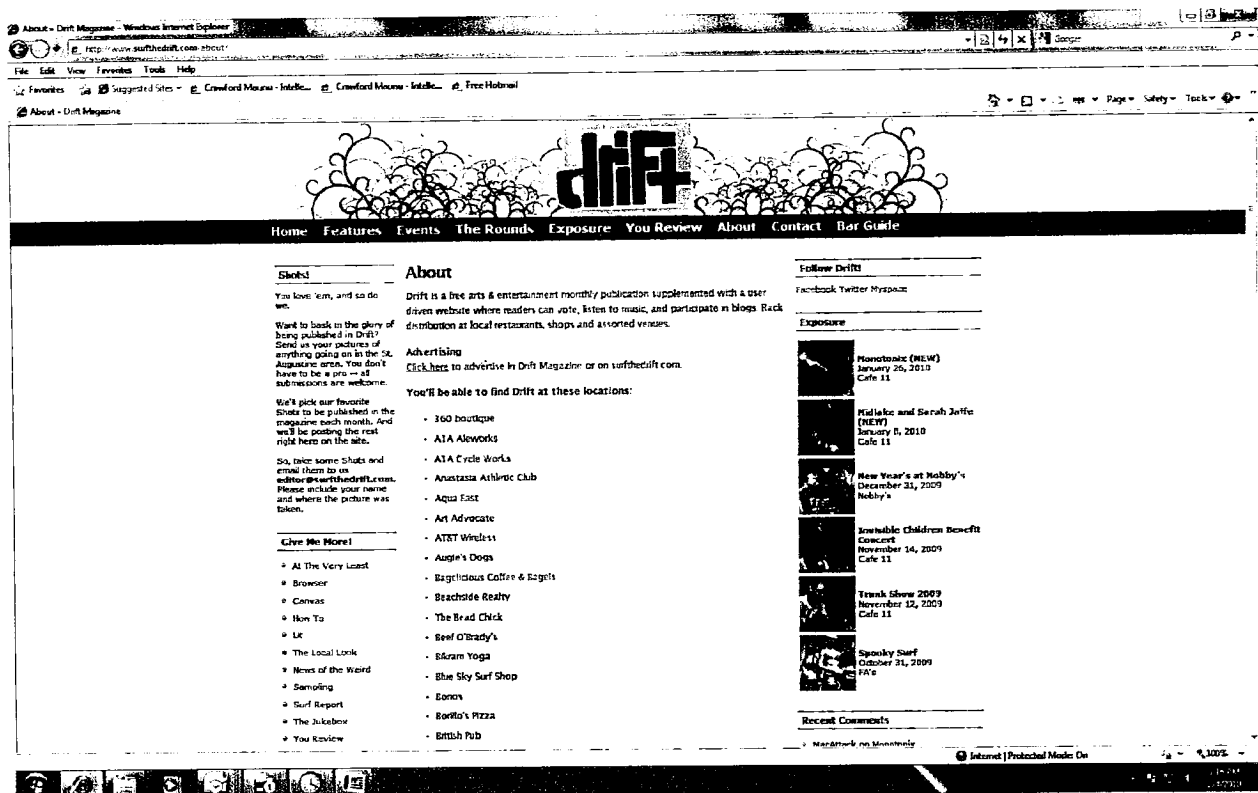 About - Drift Magazine - Windows Internet Explorer
http://www.surfthedrift.com/about/
Google
File Edit View Favorites Tools Help
Favorites Suggested Sites Crawford Maunu - Intelle... Crawford Maunu - Intelle... Free Hotmail
About - Drift Magazine
Page Safety Tools
drift
Home Features Events The Rounds Exposure You Review About Contact Bar Guide
Shots!
You love 'em, and so do
we.
Want to bask in the glory of
being published in Drift?
Send us your pictures of
anything going on in the St.
Augustine area. You don't
have to be a pro -- all
submissions are welcome.
We'll pick our favorite
Shots to be published in the
magazine each month. And
we'll be posting the rest
right here on the site.
So, take some Shots and
email them to us
editor@surfthedrift.com.
Please include your name
and where the picture was
taken.
Give Me More!
At The Very Least
Browser
Canvas
How To
Lit
The Local Look
News of the Weird
Sampling
Surf Report
The Jukebox
You Review
About
Drift is a free arts & entertainment monthly publication supplemented with a user
driven website where readers can vote, listen to music, and participate in blogs. Rack
distribution at local restaurants, shops and assorted venues.
Advertising
Click here to advertise in Drift Magazine or on surfthedrift.com.
You'll be able to find Drift at these locations:
360 boutique
A1A Aleworks
A1A Cycle Works
Anastasia Athletic Club
Aqua East
Art Advocate
AT&T Wireless
Augie's Dogs
Bagelicious Coffee & Bagels
Beachside Realty
The Bead Chick
Beef O'Brady's
Bikram Yoga
Blue Sky Surf Shop
Bonos
Borillo's Pizza
British Pub
Follow Drift!
Facebook Twitter Myspace
Exposure
Monotonix (NEW)
January 26, 2010
Cafe 11
Midlake and Sarah Jaffe
(NEW)
January 8, 2010
Cafe 11
New Year's at Nobby's
December 31, 2009
Nobby's
Invisible Children Benefit
Concert
November 14, 2009
Cafe 11
Trunk Show 2009
November 12, 2009
Cafe 11
Spooky Surf
October 31, 2009
FA's
Recent Comments
MacAttack on Monotonix
Internet | Protected Mode: On
100%